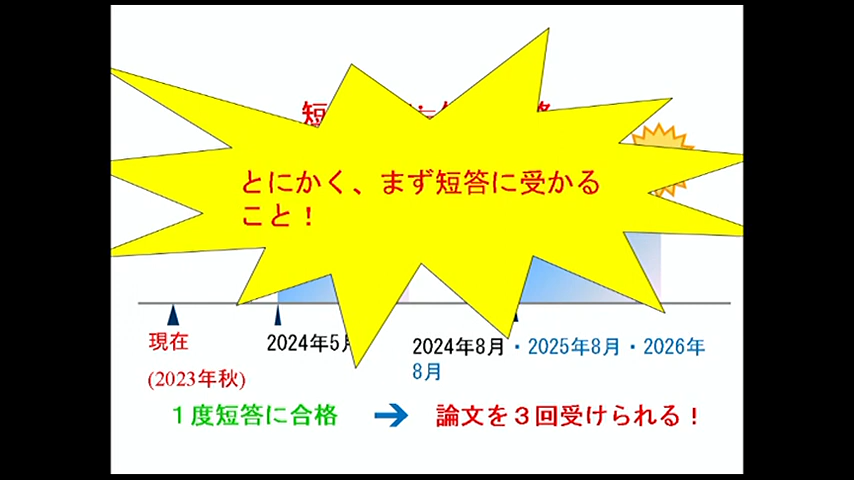 短
格
とにかく、まず短答に受かる
こと！
現在
2024年5月
2024年8月・2025年8月・2026年
8月
(2023年秋)
１度短答に合格 ➔ 論文を３回受けられる！